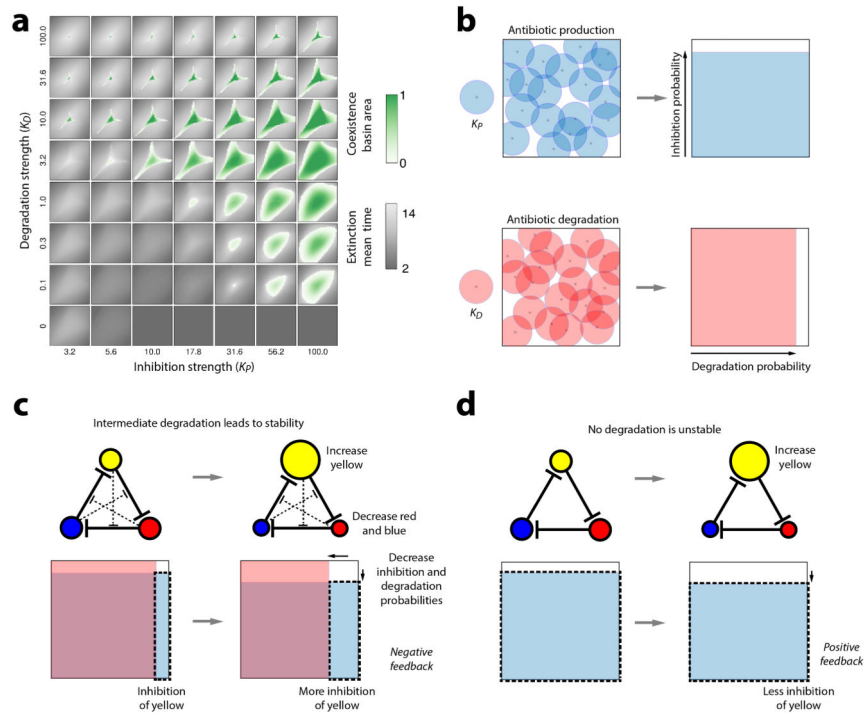 a
Degradation strength (KD)
100.0
31.6
10.0
3.2
1.0
0.3
0.1
0
3.2 5.6 10.0 17.8 31.6 56.2 100.0
Inhibition strength (KP)
Coexistence
basin area
1
0
Extinction
mean time
14
2
b
Antibiotic production
KP
Inhibition probability
Antibiotic degradation
KD
Degradation probability
c
Intermediate degradation leads to stability
Increase
yellow
Decrease red
and blue
Decrease
inhibition and
degradation
probabilities
Negative
feedback
Inhibition
of yellow
More inhibition
of yellow
d
No degradation is unstable
Increase
yellow
Positive
feedback
Less inhibition
of yellow